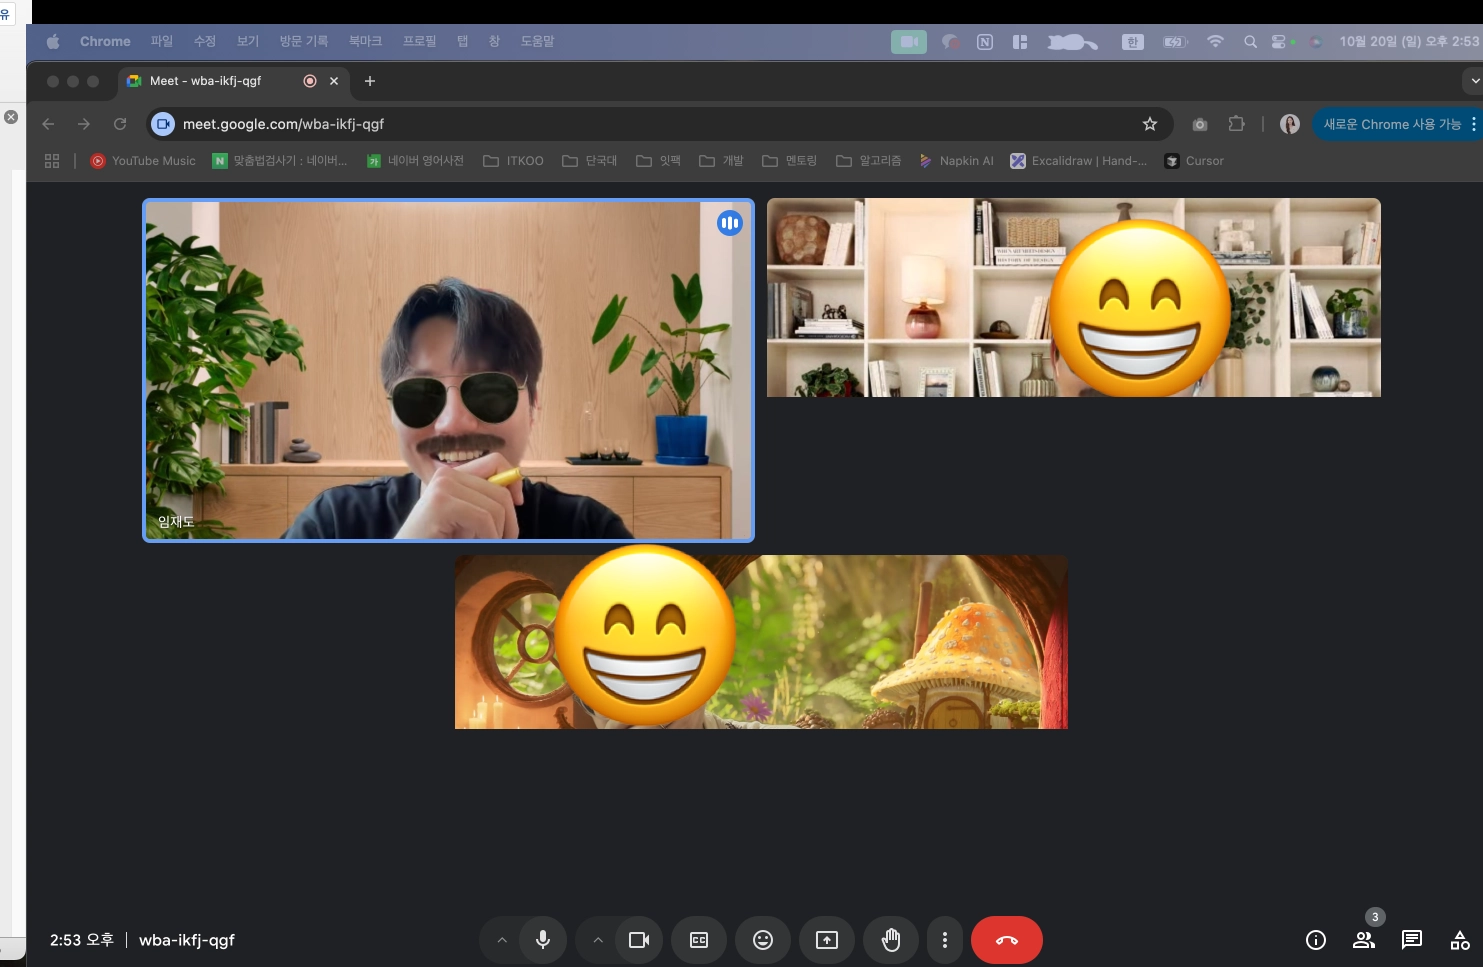 유
Chrome 파일 수정 보기 방문 기록 북마크 프로필 탭 창 도움말 한 10월 20일 (일) 오후 2:53
Meet - wba-ikfj-qgf
meet.google.com/wba-ikfj-qgf 새로운 Chrome 사용 가능
YouTube Music N 맞춤법검사기 : 네이버... 가 네이버 영어사전 ITKOO 단국대 잇팩 개발 멘토링 알고리즘 Napkin AI Excalidraw | Hand-... Cursor
임재도
3
2:53 오후 | wba-ikfj-qgf